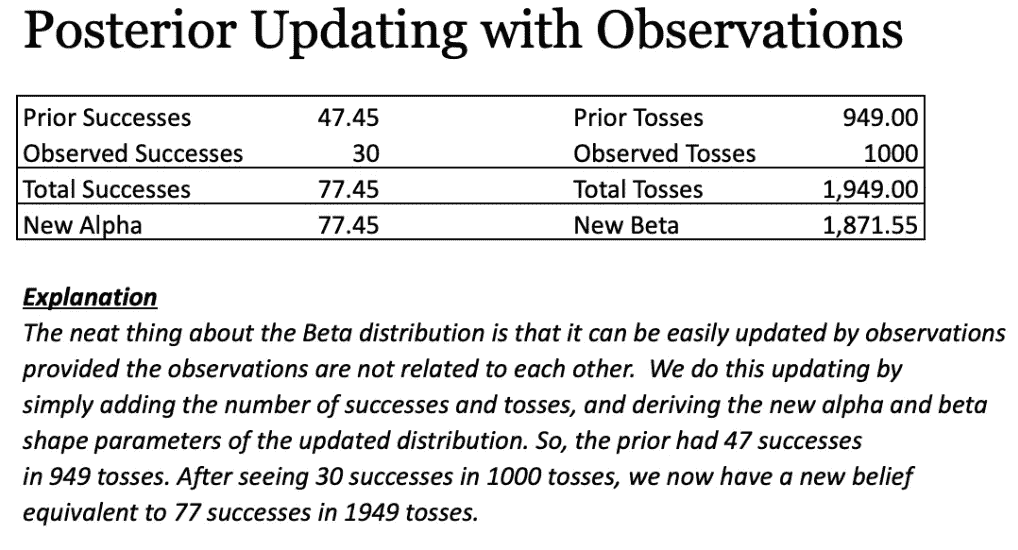 Posterior Updating with Observations
Prior Successes 47.45 Prior Tosses 949.00
Observed Successes 30 Observed Tosses 1000
Total Successes 77.45 Total Tosses 1,949.00
New Alpha 77.45 New Beta 1,871.55
Explanation
The neat thing about the Beta distribution is that it can be easily updated by observations
provided the observations are not related to each other.  We do this updating by
simply adding the number of successes and tosses, and deriving the new alpha and beta
shape parameters of the updated distribution. So, the prior had 47 successes
in 949 tosses. After seeing 30 successes in 1000 tosses, we now have a new belief
equivalent to 77 successes in 1949 tosses.